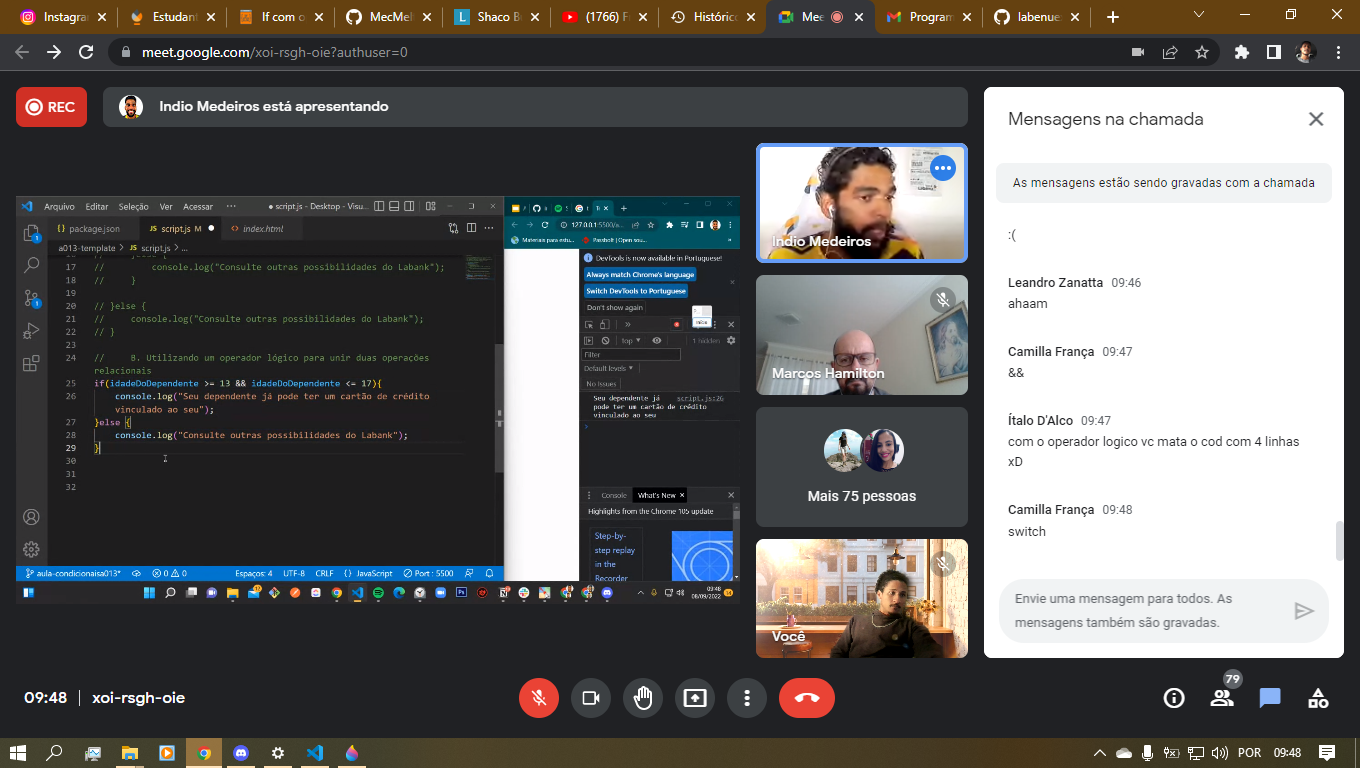 Instagram
Estudant
If com o
MecMel
Shaco B
(1766) F
Histórico
Mee
Program
labenue
meet.google.com/xoi-rsgh-oie?authuser=0
REC
Indio Medeiros está apresentando
Arquivo Editar Seleção Ver Acessar ··· ● script.js - Desktop - Visu...
{} package.json JS script.js M ● <> index.html
a013-template > JS script.js > ...
17 // console.log("Consulte outras possibilidades do Labank");
18 // }
19
20 // }else {
21 // console.log("Consulte outras possibilidades do Labank");
22 // }
23
24 // B. Utilizando um operador lógico para unir duas operacões
relacionais
25 if(idadeDoDependente >= 13 && idadeDoDependente <= 17){
26 console.log("Seu dependente já pode ter um cartão de crédito
vinculado ao seu");
27 }else {
28 console.log("Consulte outras possibilidades do Labank");
29 }
30
31
32
aula-condicionaisa013* 0 0 Espaços: 4 UTF-8 CRLF {} JavaScript Port : 5500
127.0.0.1:5500/a...
Materiais para estu... Passholt | Open sou...
DevTools is now available in Portuguese!
Always match Chrome's language
Switch DevTools to Portuguese
Don't show again
top ▾ 1 hidden
Filter
Default levels ▾
No Issues
Seu dependente já script.js:26
pode ter um cartão de crédito
vinculado ao seu
Console What's New ×
Highlights from the Chrome 105 update
Step-by-
step replay
in the
Recorder
09:48
08/09/2022
Indio Medeiros
Marcos Hamilton
Mais 75 pessoas
Você
Mensagens na chamada
As mensagens estão sendo gravadas com a chamada
:(
Leandro Zanatta 09:46
ahaam
Camilla França 09:47
&&
Ítalo D'Alco 09:47
com o operador logico vc mata o cod com 4 linhas
xD
Camilla França 09:48
switch
Envie uma mensagem para todos. As
mensagens também são gravadas.
09:48 | xoi-rsgh-oie
79
POR 09:48